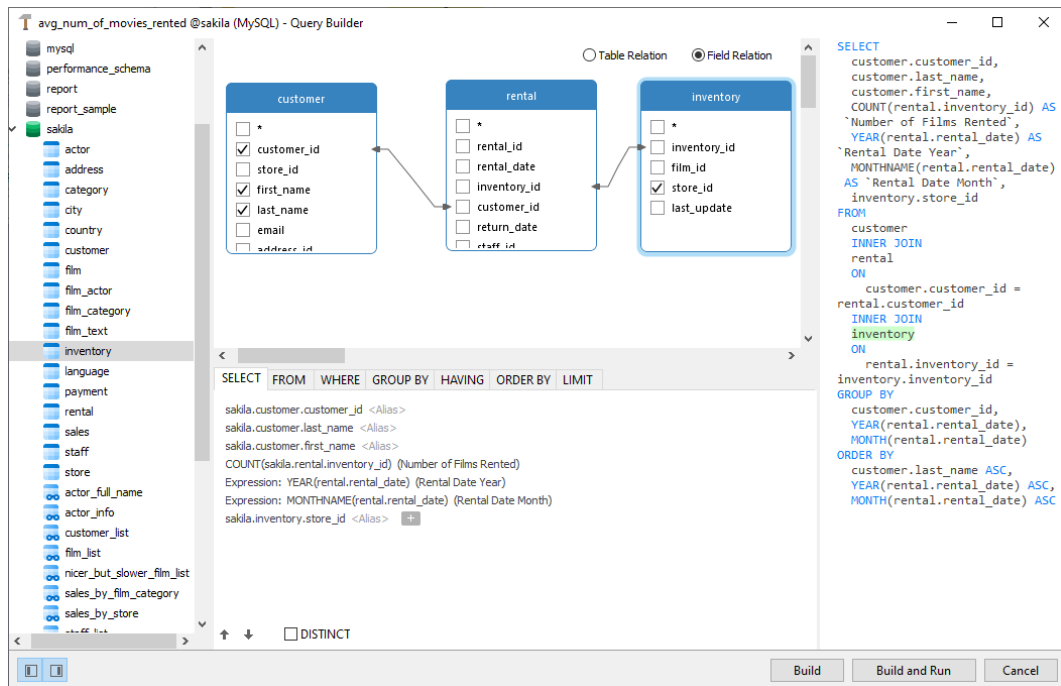 avg_num_of_movies_rented @sakila (MySQL) - Query Builder
mysql
performance_schema
report
report_sample
sakila
actor
address
category
city
country
customer
film
film_actor
film_category
film_text
inventory
language
payment
rental
sales
staff
store
actor_full_name
actor_info
customer_list
film_list
nicer_but_slower_film_list
sales_by_film_category
sales_by_store
staff_list
Table Relation
Field Relation
customer
*
customer_id
store_id
first_name
last_name
email
address_id
rental
*
rental_id
rental_date
inventory_id
customer_id
return_date
staff_id
inventory
*
inventory_id
film_id
store_id
last_update
SELECT FROM WHERE GROUP BY HAVING ORDER BY LIMIT
sakila.customer.customer_id <Alias>
sakila.customer.last_name <Alias>
sakila.customer.first_name <Alias>
COUNT(sakila.rental.inventory_id) (Number of Films Rented)
Expression: YEAR(rental.rental_date) (Rental Date Year)
Expression: MONTHNAME(rental.rental_date) (Rental Date Month)
sakila.inventory.store_id <Alias> +
DISTINCT
SELECT
customer.customer_id,
customer.last_name,
customer.first_name,
COUNT(rental.inventory_id) AS
`Number of Films Rented`,
YEAR(rental.rental_date) AS
`Rental Date Year`,
MONTHNAME(rental.rental_date)
AS `Rental Date Month`,
inventory.store_id
FROM
customer
INNER JOIN
rental
ON
customer.customer_id =
rental.customer_id
INNER JOIN
inventory
ON
rental.inventory_id =
inventory.inventory_id
GROUP BY
customer.customer_id,
YEAR(rental.rental_date),
MONTH(rental.rental_date)
ORDER BY
customer.last_name ASC,
YEAR(rental.rental_date) ASC,
MONTH(rental.rental_date) ASC
Build
Build and Run
Cancel